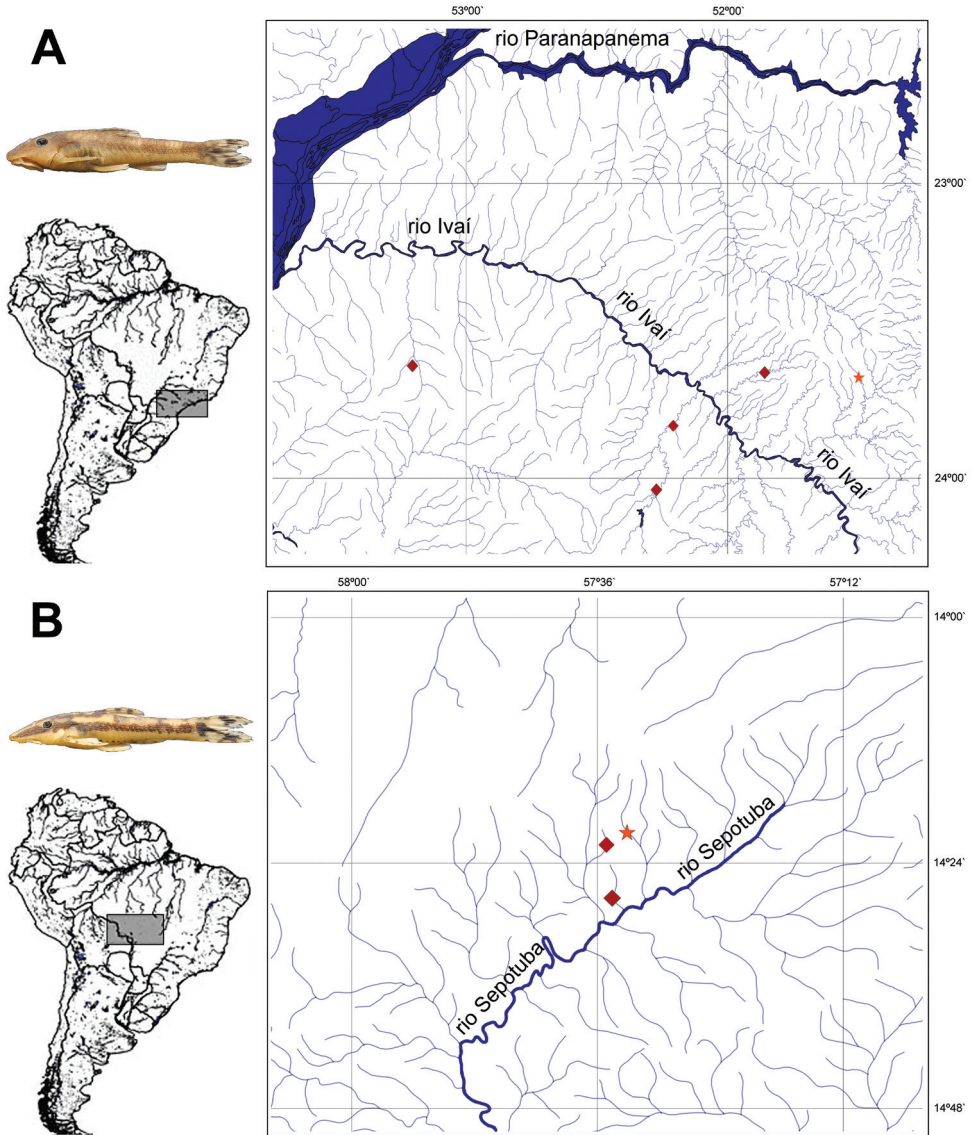 A
53º00`
52º00`
rio Paranapanema
23º00`
rio Ivaí
rio Ivaí
rio Ivaí
24º00`
B
58º00`
57º36`
57º12`
14º00`
rio Sepotuba
14º24`
rio Sepotuba
14º48`